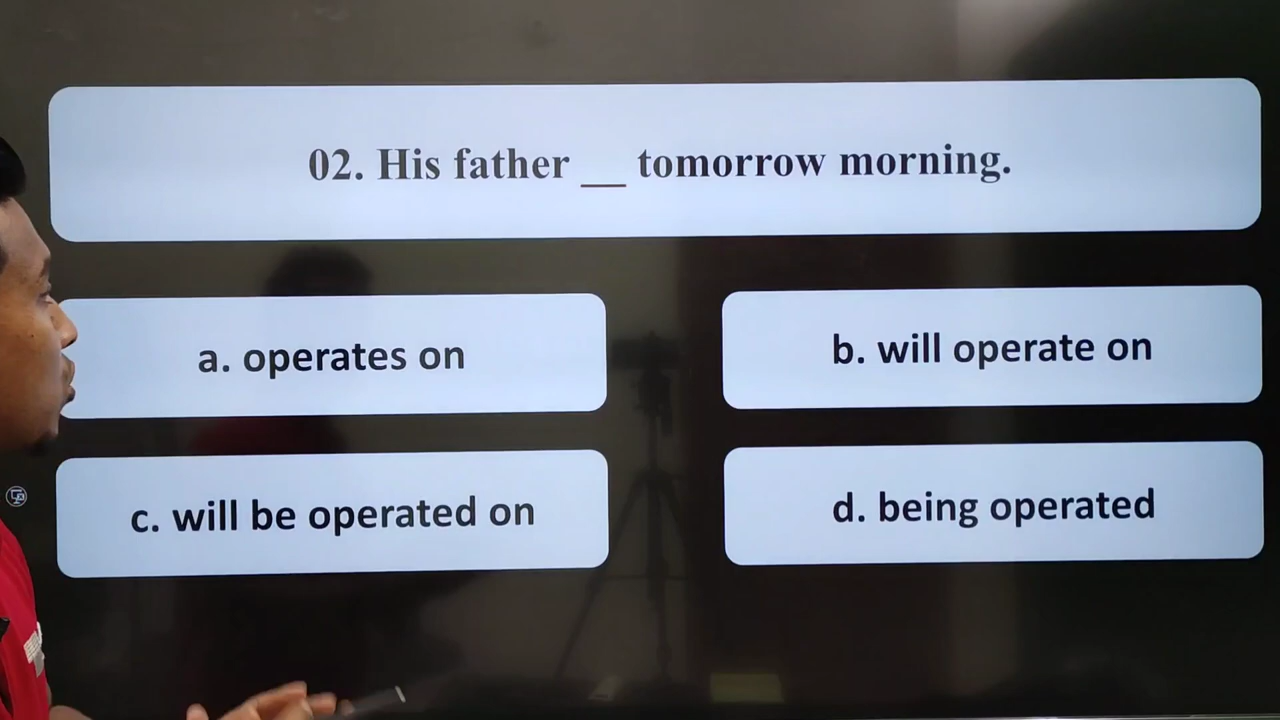 02. His father __ tomorrow morning.
a. operates on
b. will operate on
c. will be operated on
d. being operated